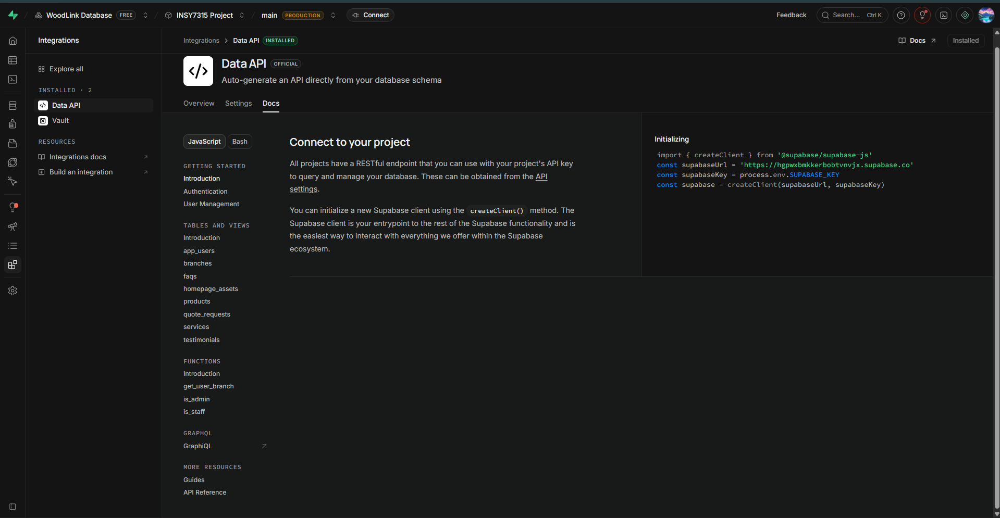 WoodLink Database FREE INSY7315 Project main PRODUCTION Connect Feedback Search... Ctrl K
Integrations
Explore all
INSTALLED · 2
Data API
Vault
RESOURCES
Integrations docs
Build an integration
Integrations Data API INSTALLED Docs Installed
Data API OFFICIAL
Auto-generate an API directly from your database schema
Overview Settings Docs
JavaScript Bash
GETTING STARTED
Introduction
Authentication
User Management
TABLES AND VIEWS
Introduction
app_users
branches
faqs
homepage_assets
products
quote_requests
services
testimonials
FUNCTIONS
Introduction
get_user_branch
is_admin
is_staff
GRAPHQL
GraphiQL
MORE RESOURCES
Guides
API Reference
Connect to your project
All projects have a RESTful endpoint that you can use with your project's API key
to query and manage your database. These can be obtained from the API
settings.
You can initialize a new Supabase client using the createClient() method. The
Supabase client is your entrypoint to the rest of the Supabase functionality and is
the easiest way to interact with everything we offer within the Supabase
ecosystem.
Initializing
import { createClient } from '@supabase/supabase-js'
const supabaseUrl = 'https://hgpwxbmkkerbobtvnvjx.supabase.co'
const supabaseKey = process.env.SUPABASE_KEY
const supabase = createClient(supabaseUrl, supabaseKey)